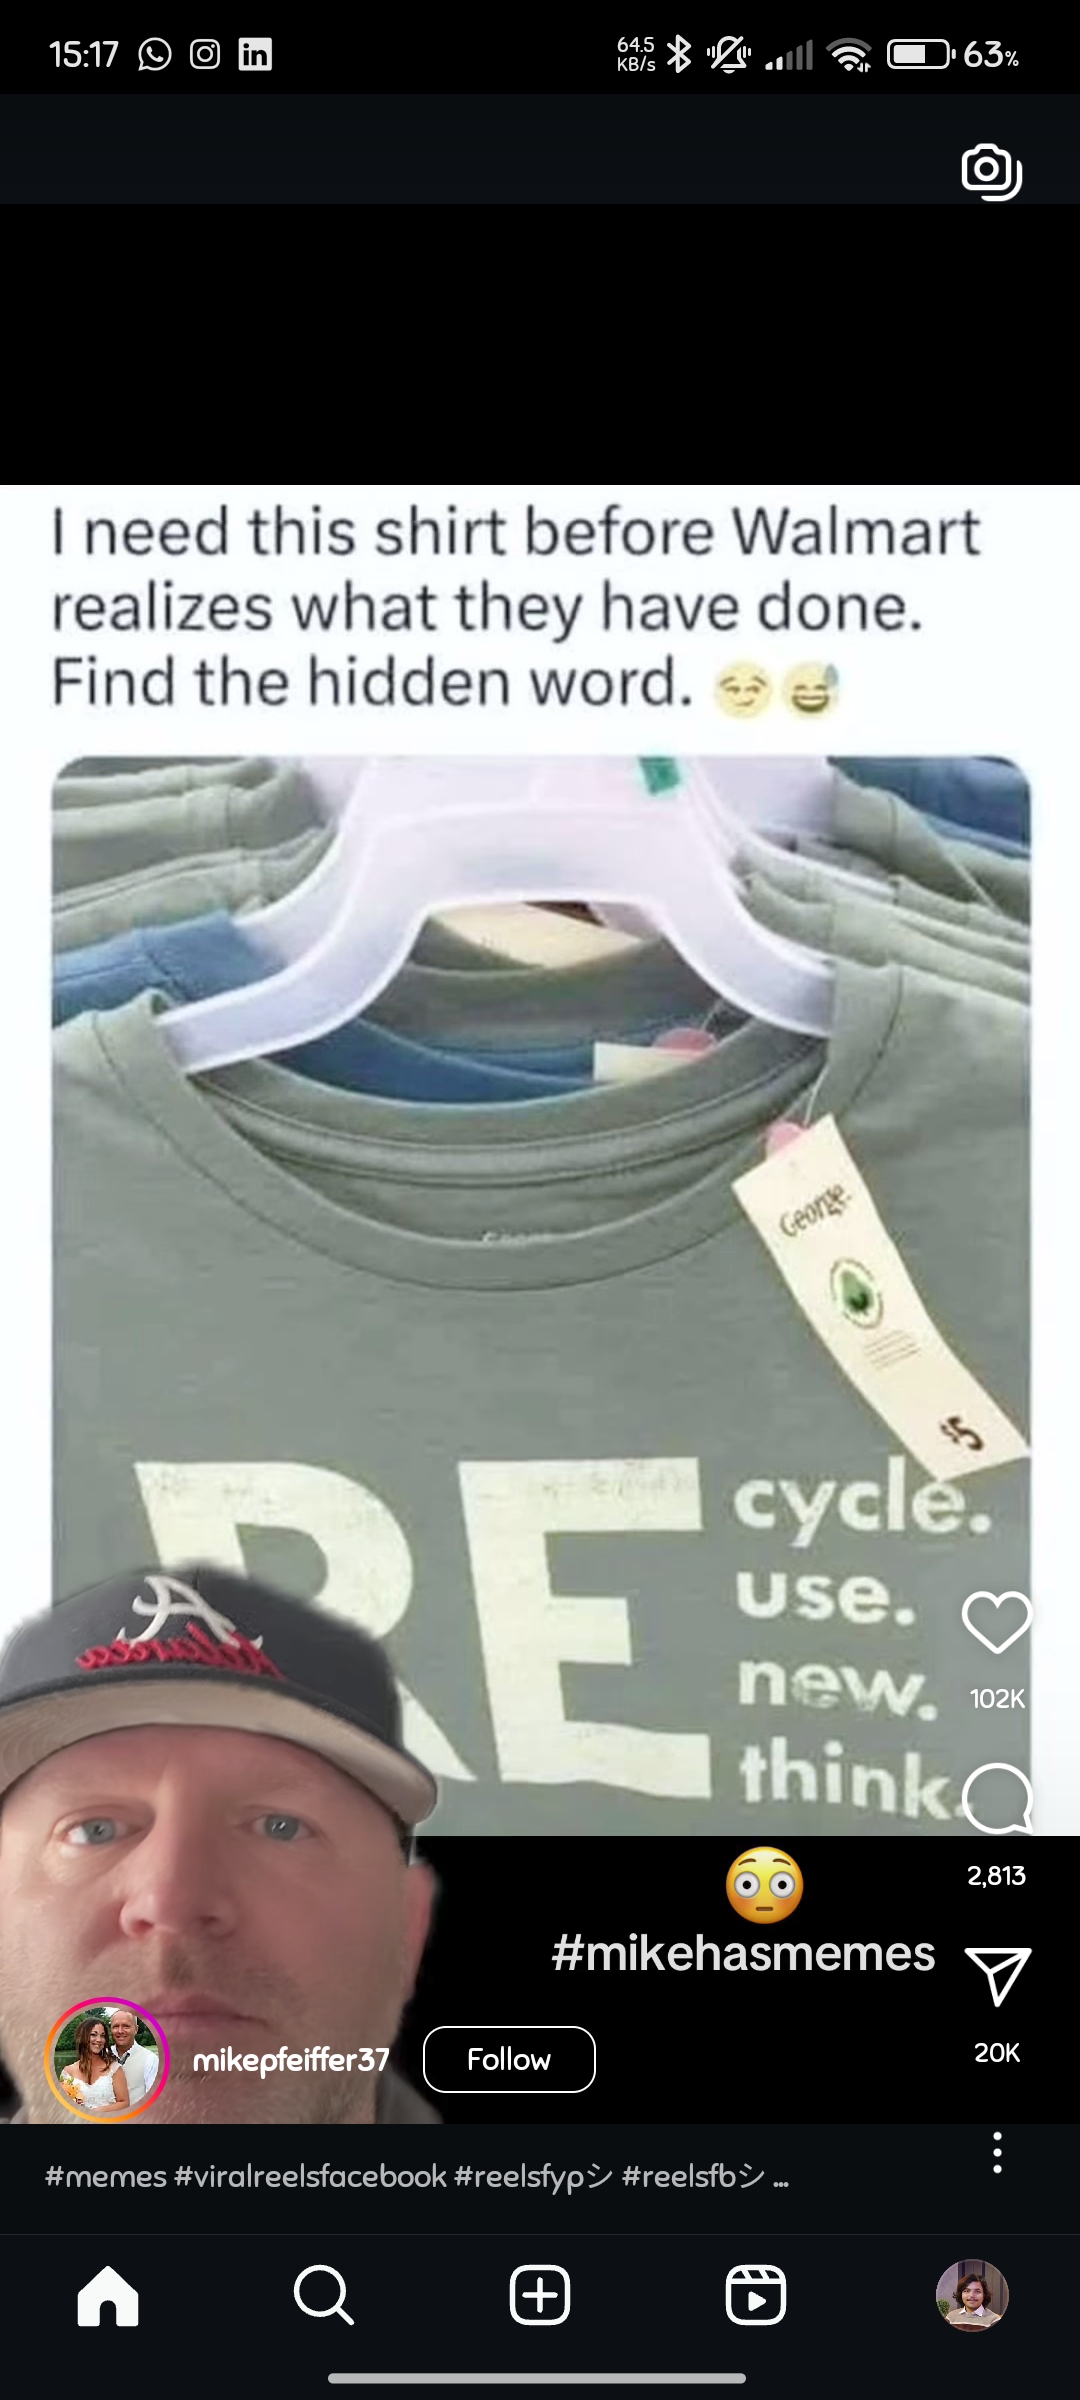 15:17
64.5
KB/s
63%
I need this shirt before Walmart
realizes what they have done.
Find the hidden word. 😏😅
George.
$5
RE
cycle.
use.
new.
think.
102K
2,813
😳
#mikehasmemes
20K
mikepfeiffer37
Follow
#memes #viralreelsfacebook #reelsfypシ #reelsfbシ ...